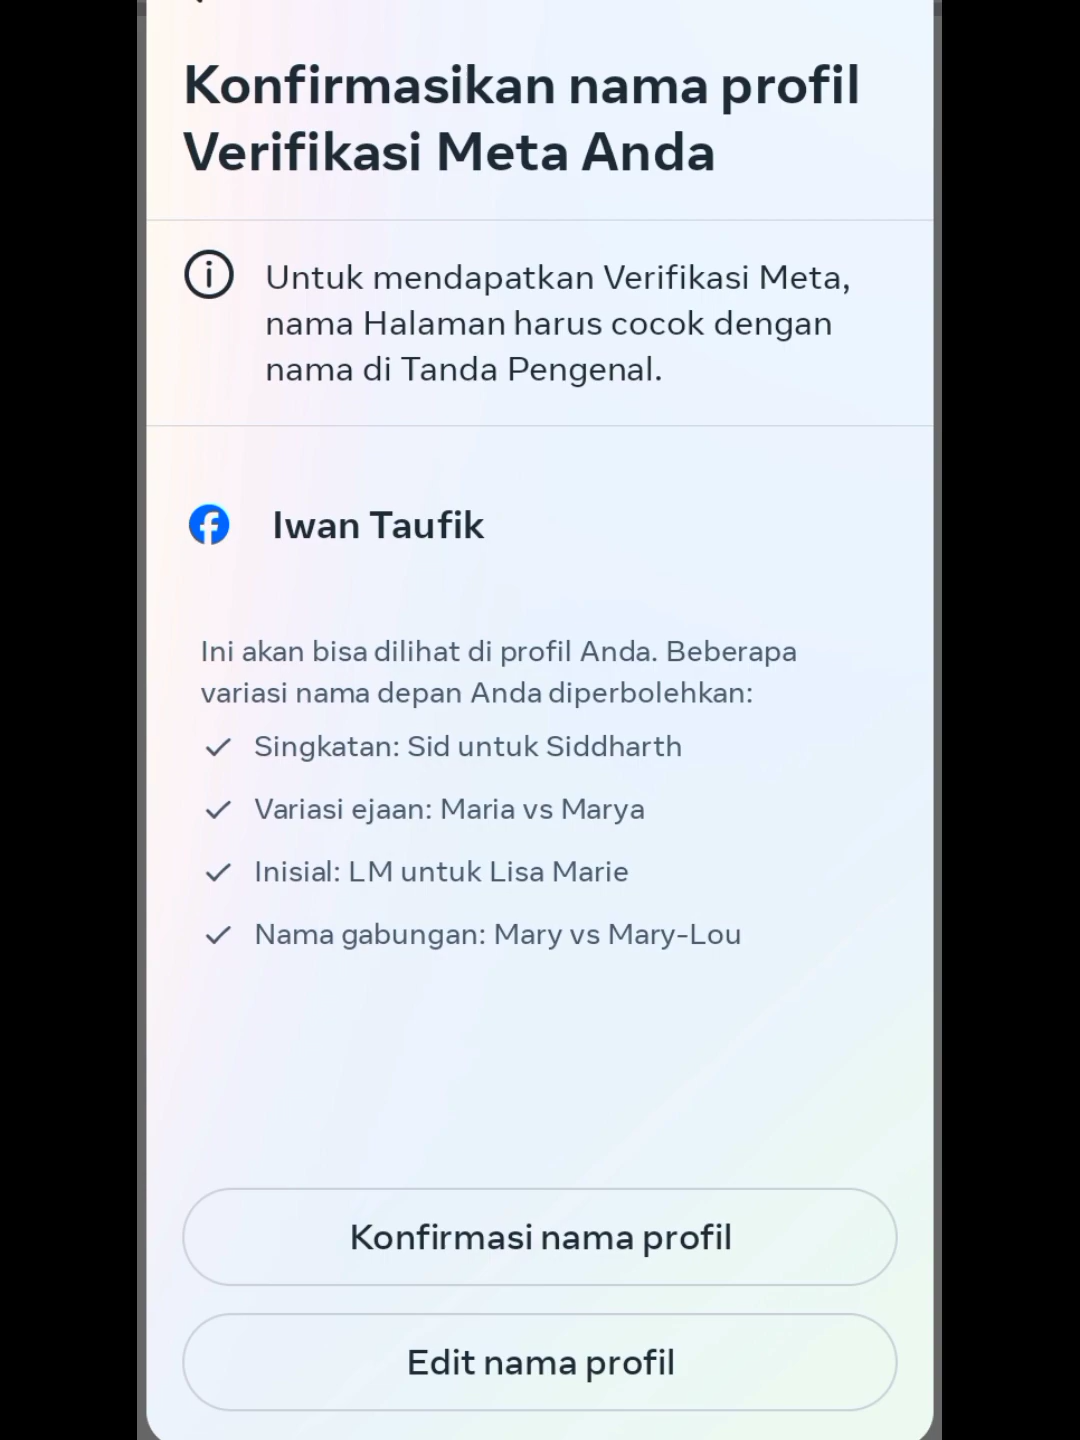 Konfirmasikan nama profil
Verifikasi Meta Anda
Untuk mendapatkan Verifikasi Meta,
nama Halaman harus cocok dengan
nama di Tanda Pengenal.
Iwan Taufik
Ini akan bisa dilihat di profil Anda. Beberapa
variasi nama depan Anda diperbolehkan:
Singkatan: Sid untuk Siddharth
Variasi ejaan: Maria vs Marya
Inisial: LM untuk Lisa Marie
Nama gabungan: Mary vs Mary-Lou
Konfirmasi nama profil
Edit nama profil